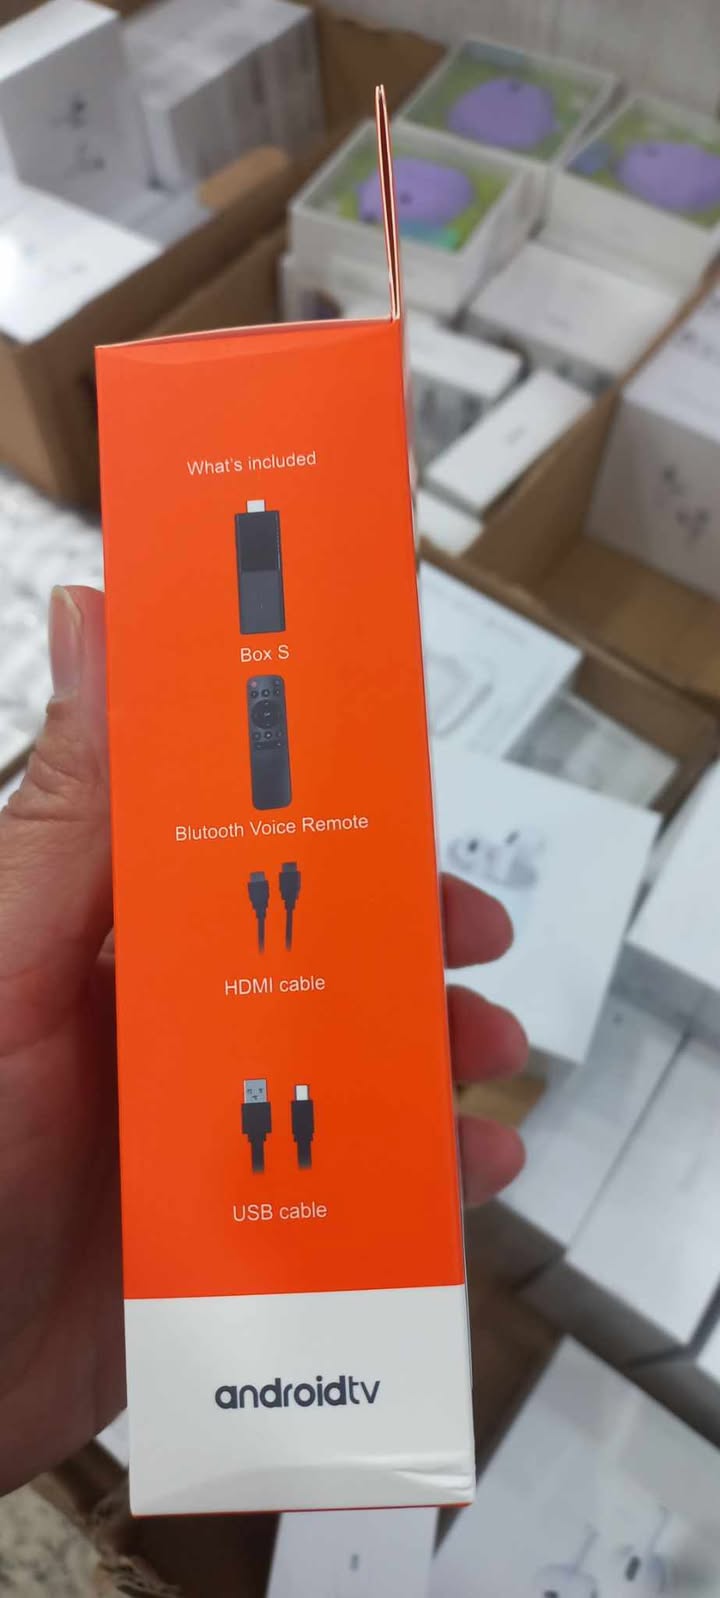 What's included
Box S
Blutooth Voice Remote
HDMI cable
USB cable
androidtv